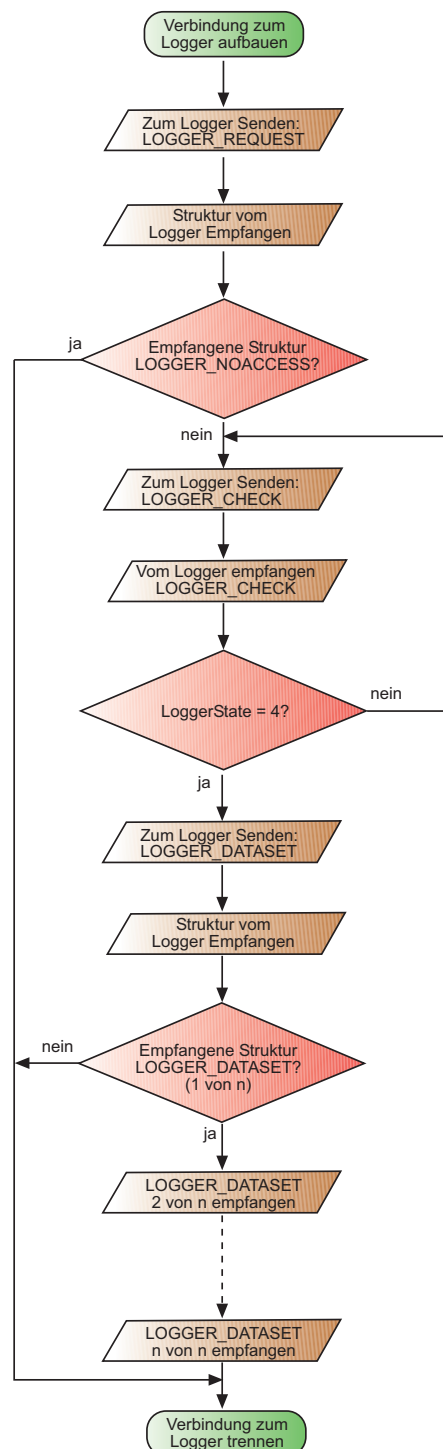 Verbindung zum
Logger aufbauen
Zum Logger Senden:
LOGGER_REQUEST
Struktur vom
Logger Empfangen
ja
Empfangene Struktur
LOGGER_NOACCESS?
nein
Zum Logger Senden:
LOGGER_CHECK
Vom Logger empfangen
LOGGER_CHECK
LoggerState = 4?
nein
ja
Zum Logger Senden:
LOGGER_DATASET
Struktur vom
Logger Empfangen
nein
Empfangene Struktur
LOGGER_DATASET?
(1 von n)
ja
LOGGER_DATASET
2 von n empfangen
LOGGER_DATASET
n von n empfangen
Verbindung zum
Logger trennen